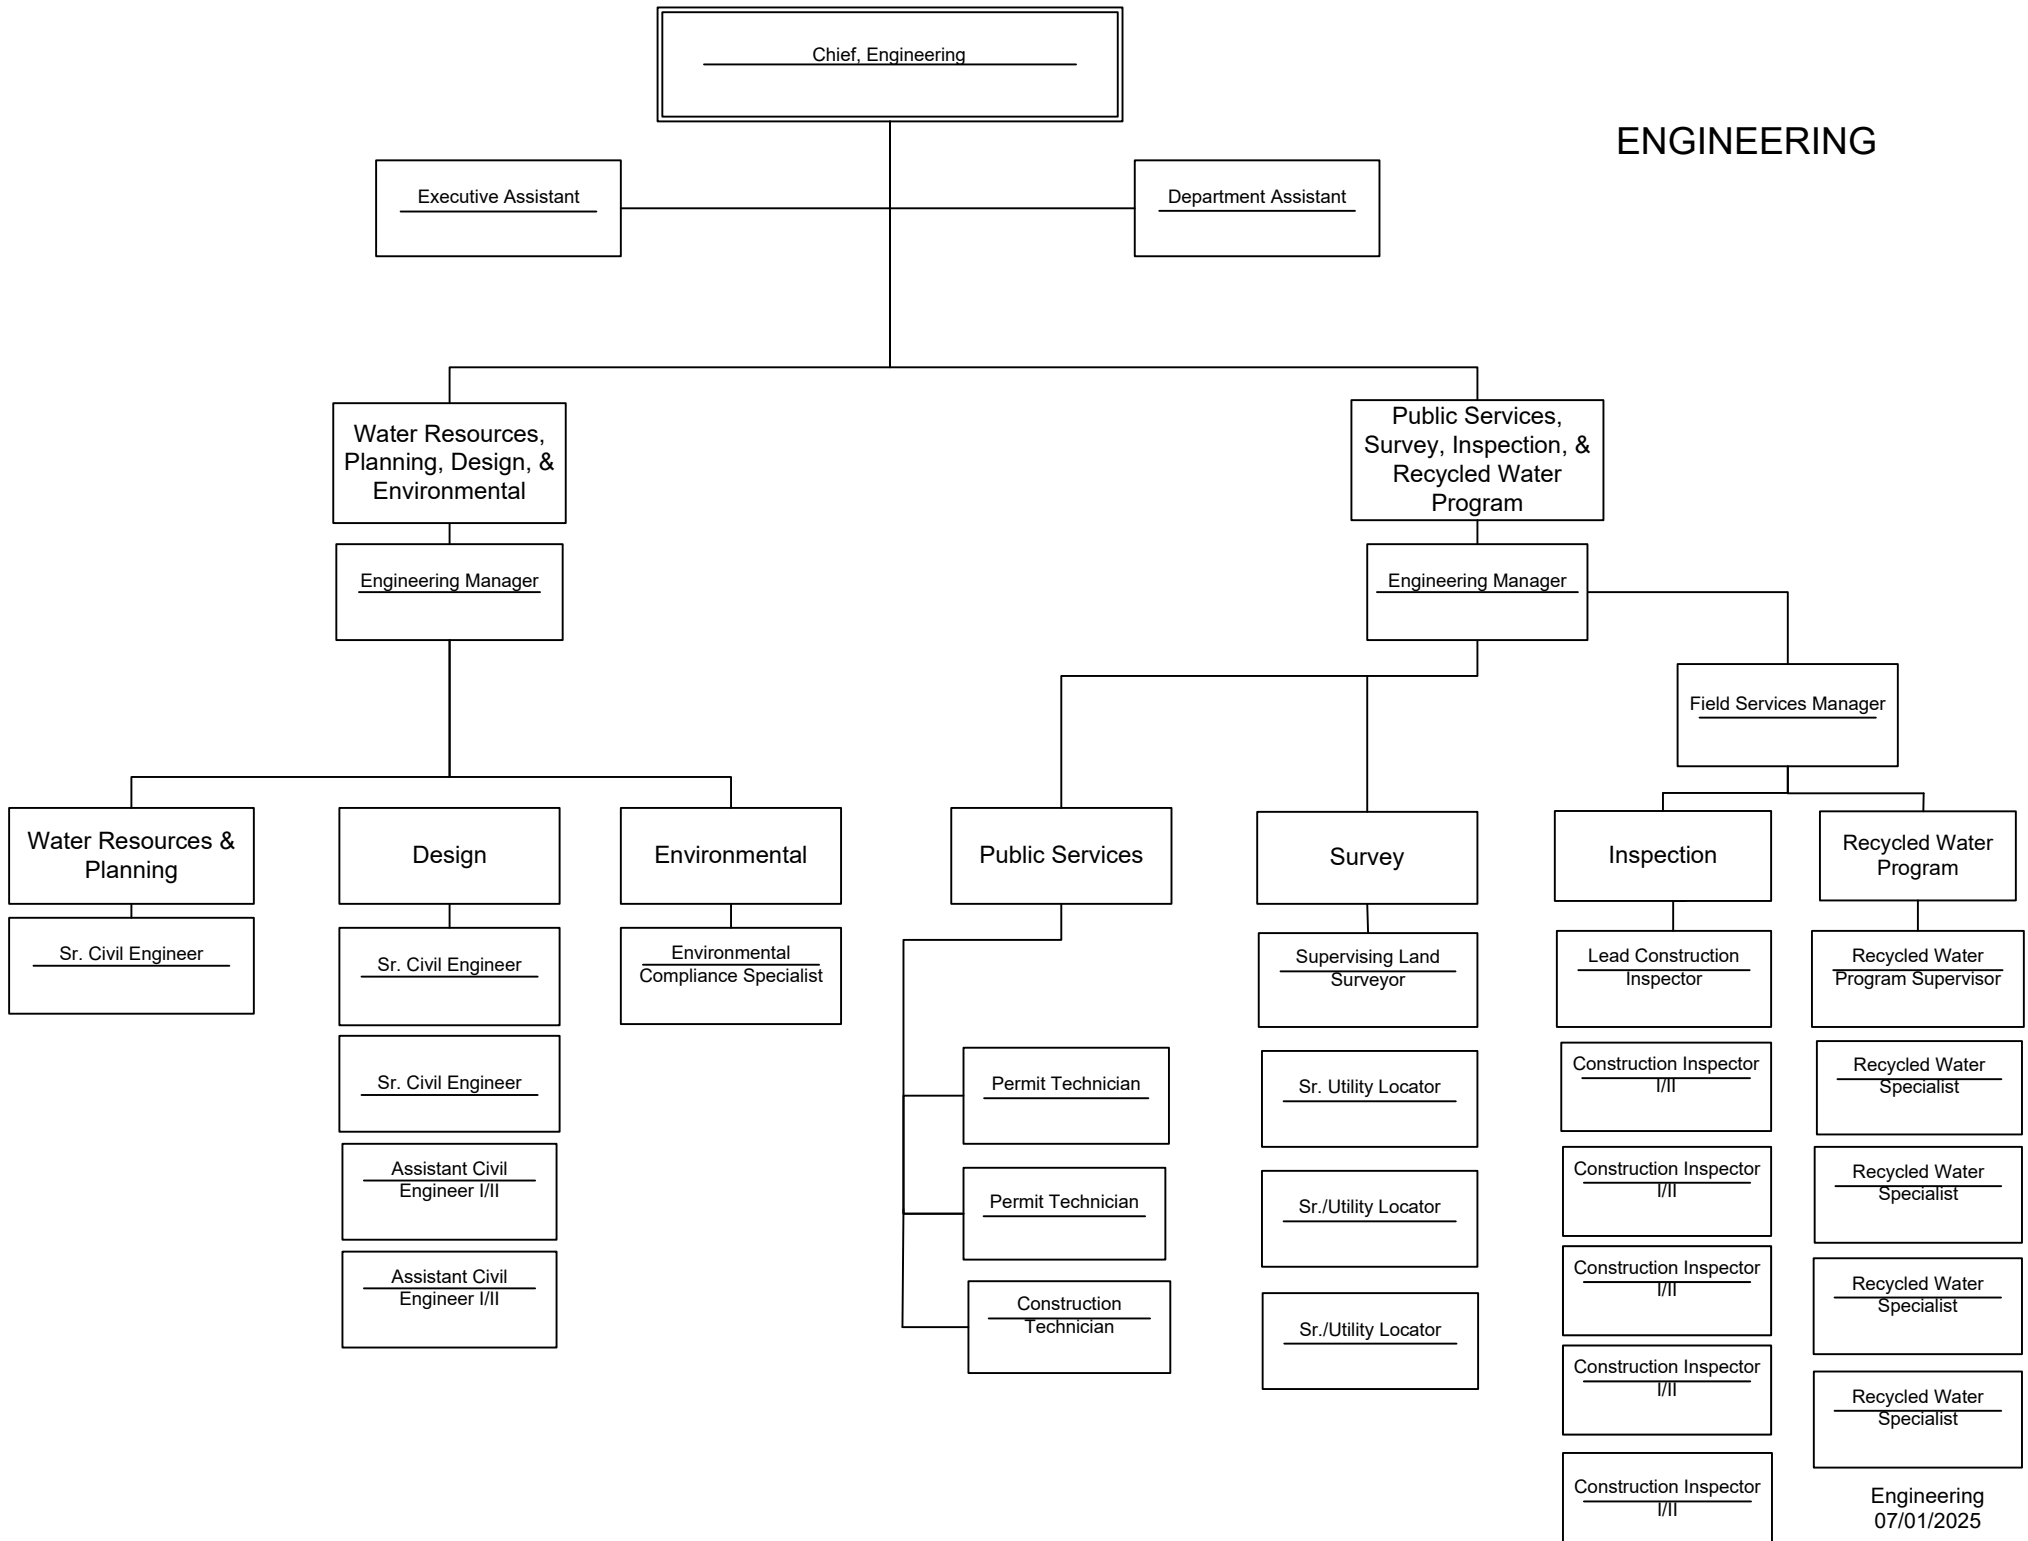 Chief, Engineering
ENGINEERING
Executive Assistant
Department Assistant
Water Resources,
Planning, Design, &
Environmental
Public Services,
Survey, Inspection, &
Recycled Water
Program
Engineering Manager
Engineering Manager
Field Services Manager
Water Resources &
Planning
Design
Environmental
Public Services
Survey
Inspection
Recycled Water
Program
Sr. Civil Engineer
Sr. Civil Engineer
Sr. Civil Engineer
Assistant Civil
Engineer I/II
Assistant Civil
Engineer I/II
Environmental
Compliance Specialist
Permit Technician
Permit Technician
Construction
Technician
Supervising Land
Surveyor
Sr. Utility Locator
Sr./Utility Locator
Sr./Utility Locator
Lead Construction
Inspector
Construction Inspector
I/II
Construction Inspector
I/II
Construction Inspector
I/II
Construction Inspector
I/II
Construction Inspector
I/II
Recycled Water
Program Supervisor
Recycled Water
Specialist
Recycled Water
Specialist
Recycled Water
Specialist
Recycled Water
Specialist
Engineering
07/01/2025